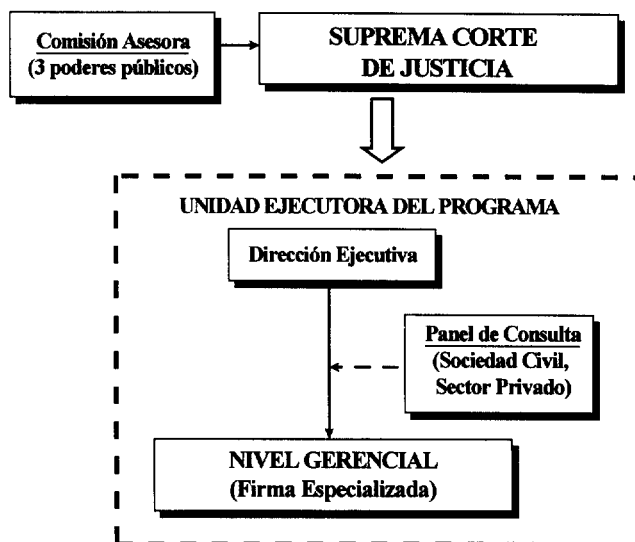 Comisión Asesora
(3 poderes públicos)
SUPREMA CORTE
DE JUSTICIA
UNIDAD EJECUTORA DEL PROGRAMA
Dirección Ejecutiva
Panel de Consulta
(Sociedad Civil,
Sector Privado)
NIVEL GERENCIAL
(Firma Especializada)